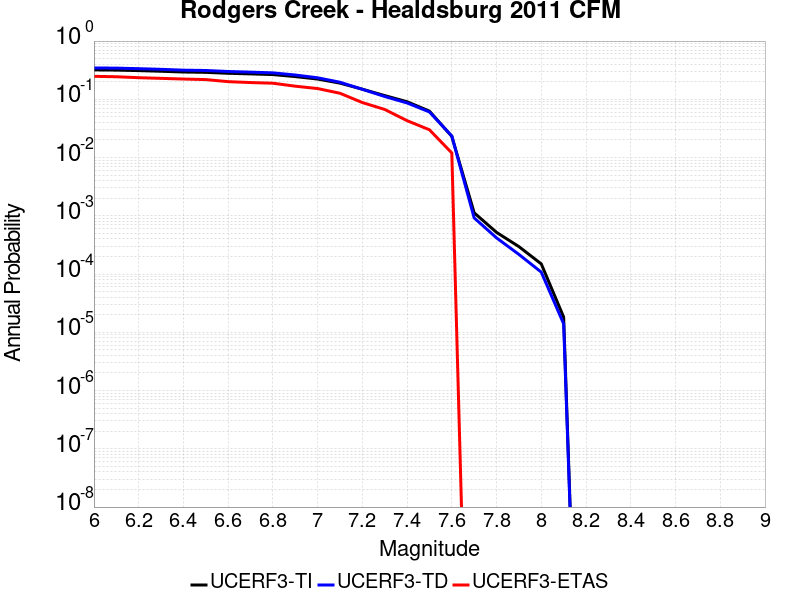 Rodgers Creek - Healdsburg 2011 CFM
Annual Probability
10^0
10^-1
10^-2
10^-3
10^-4
10^-5
10^-6
10^-7
10^-8
6 6.2 6.4 6.6 6.8 7 7.2 7.4 7.6 7.8 8 8.2 8.4 8.6 8.8 9
Magnitude
UCERF3-TI UCERF3-TD UCERF3-ETAS